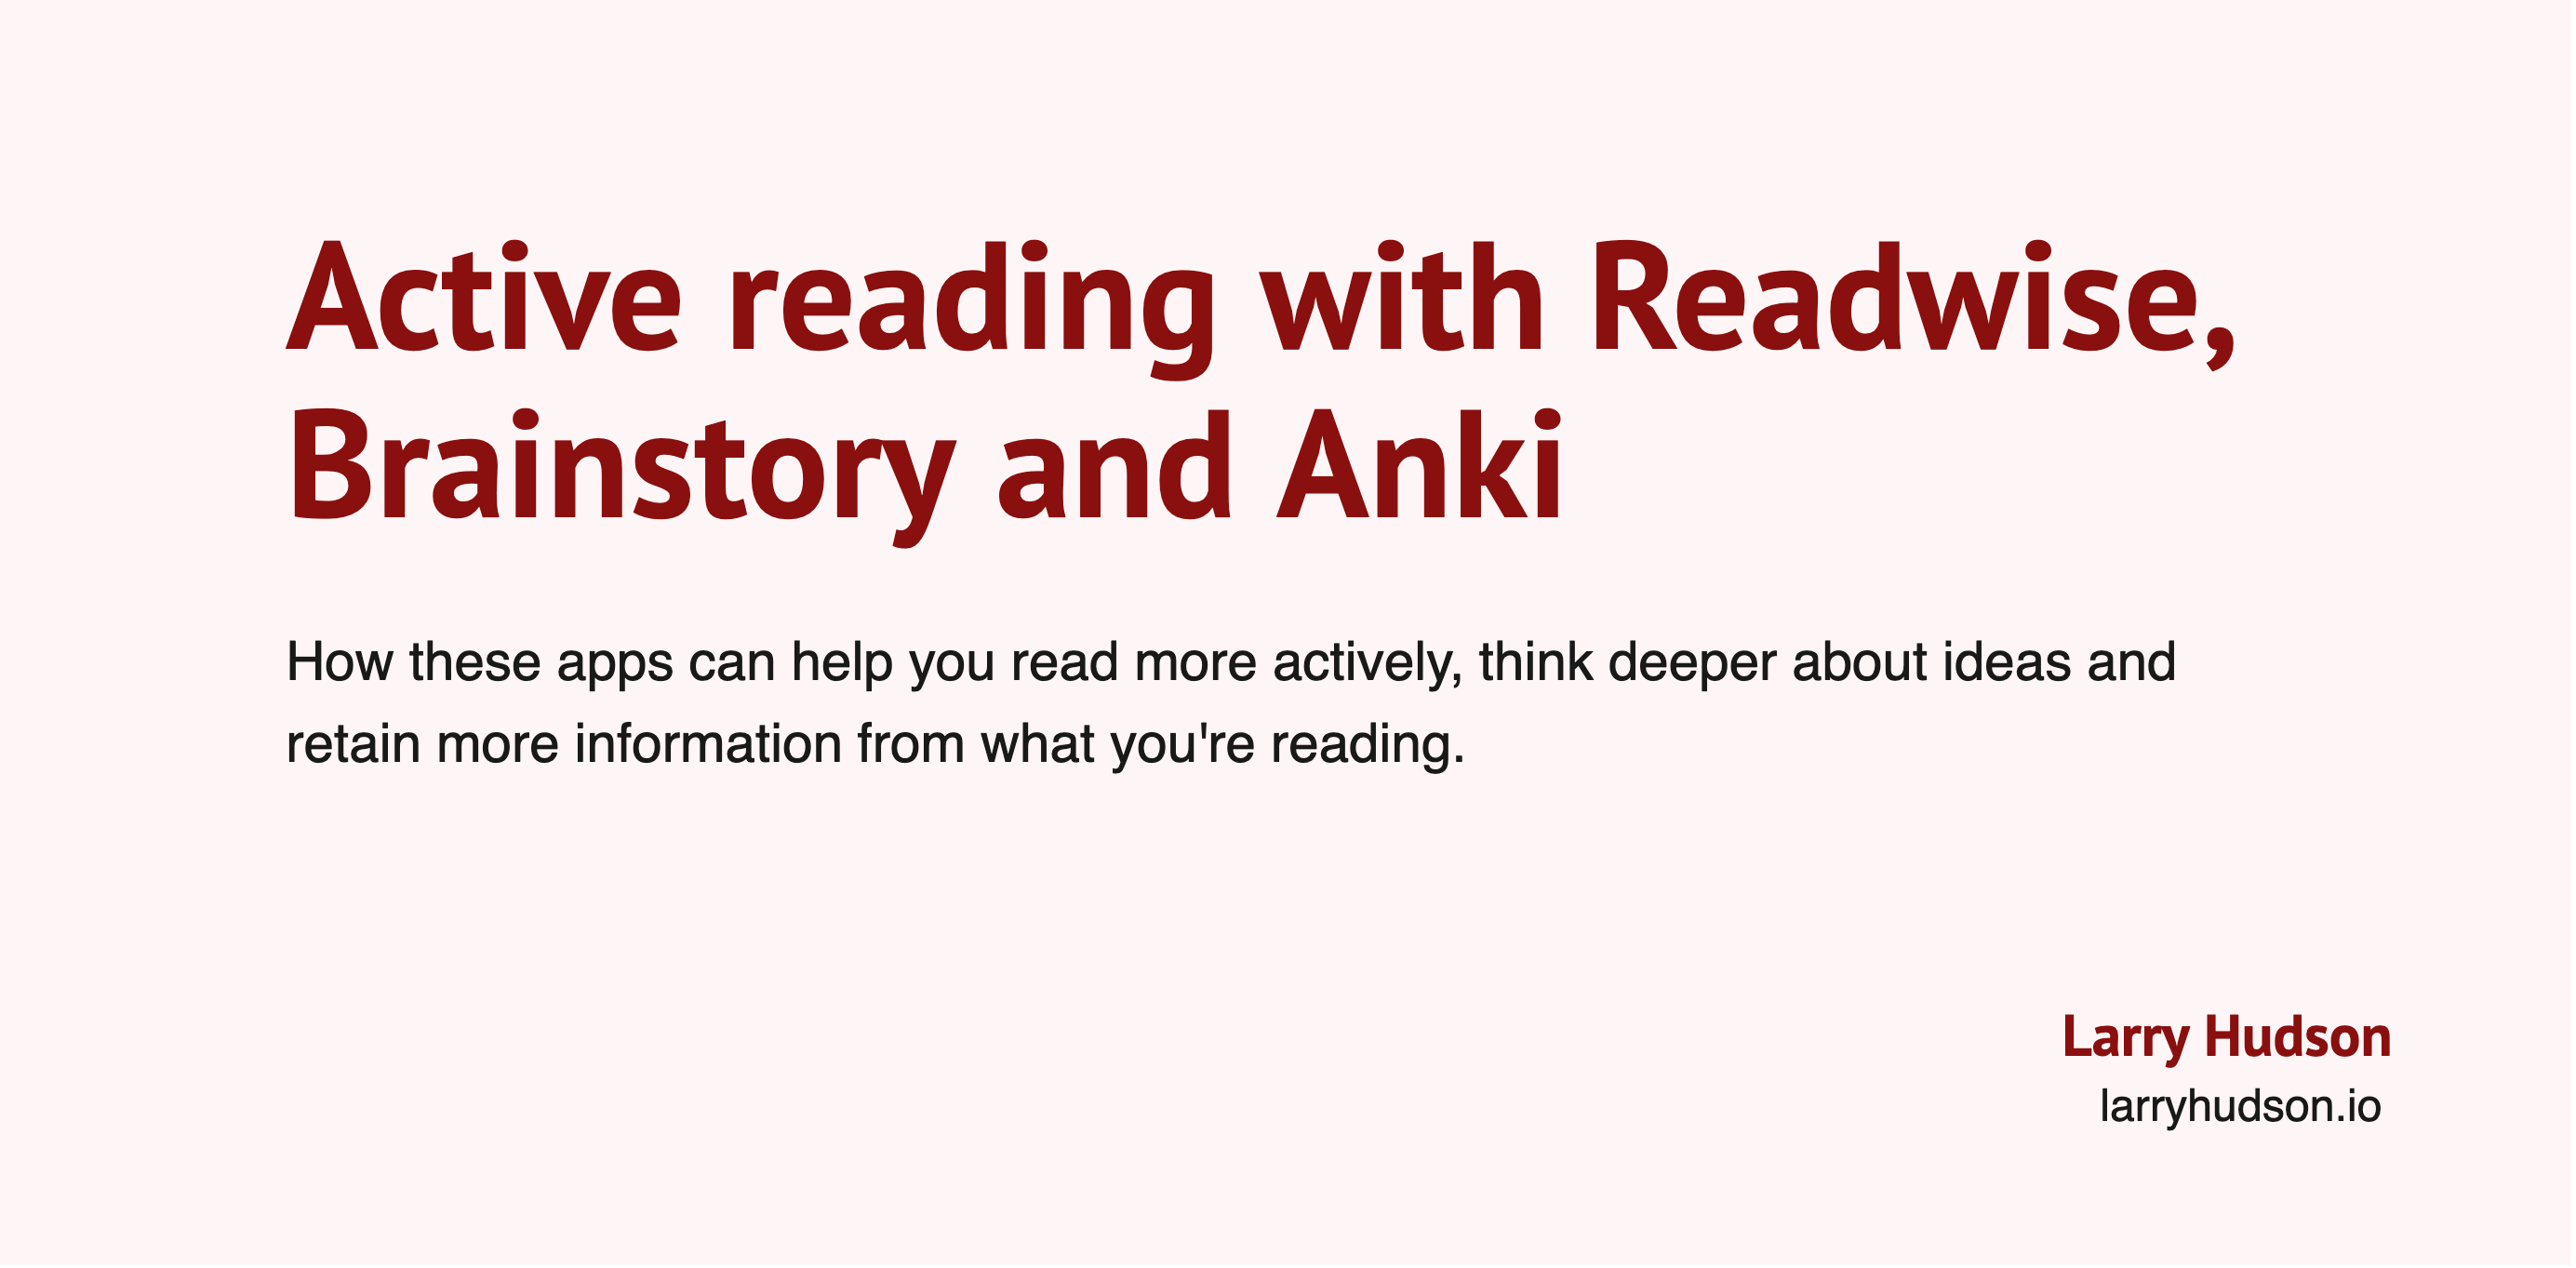 Active reading with Readwise,
Brainstory and Anki
How these apps can help you read more actively, think deeper about ideas and
retain more information from what you're reading.
Larry Hudson
larryhudson.io